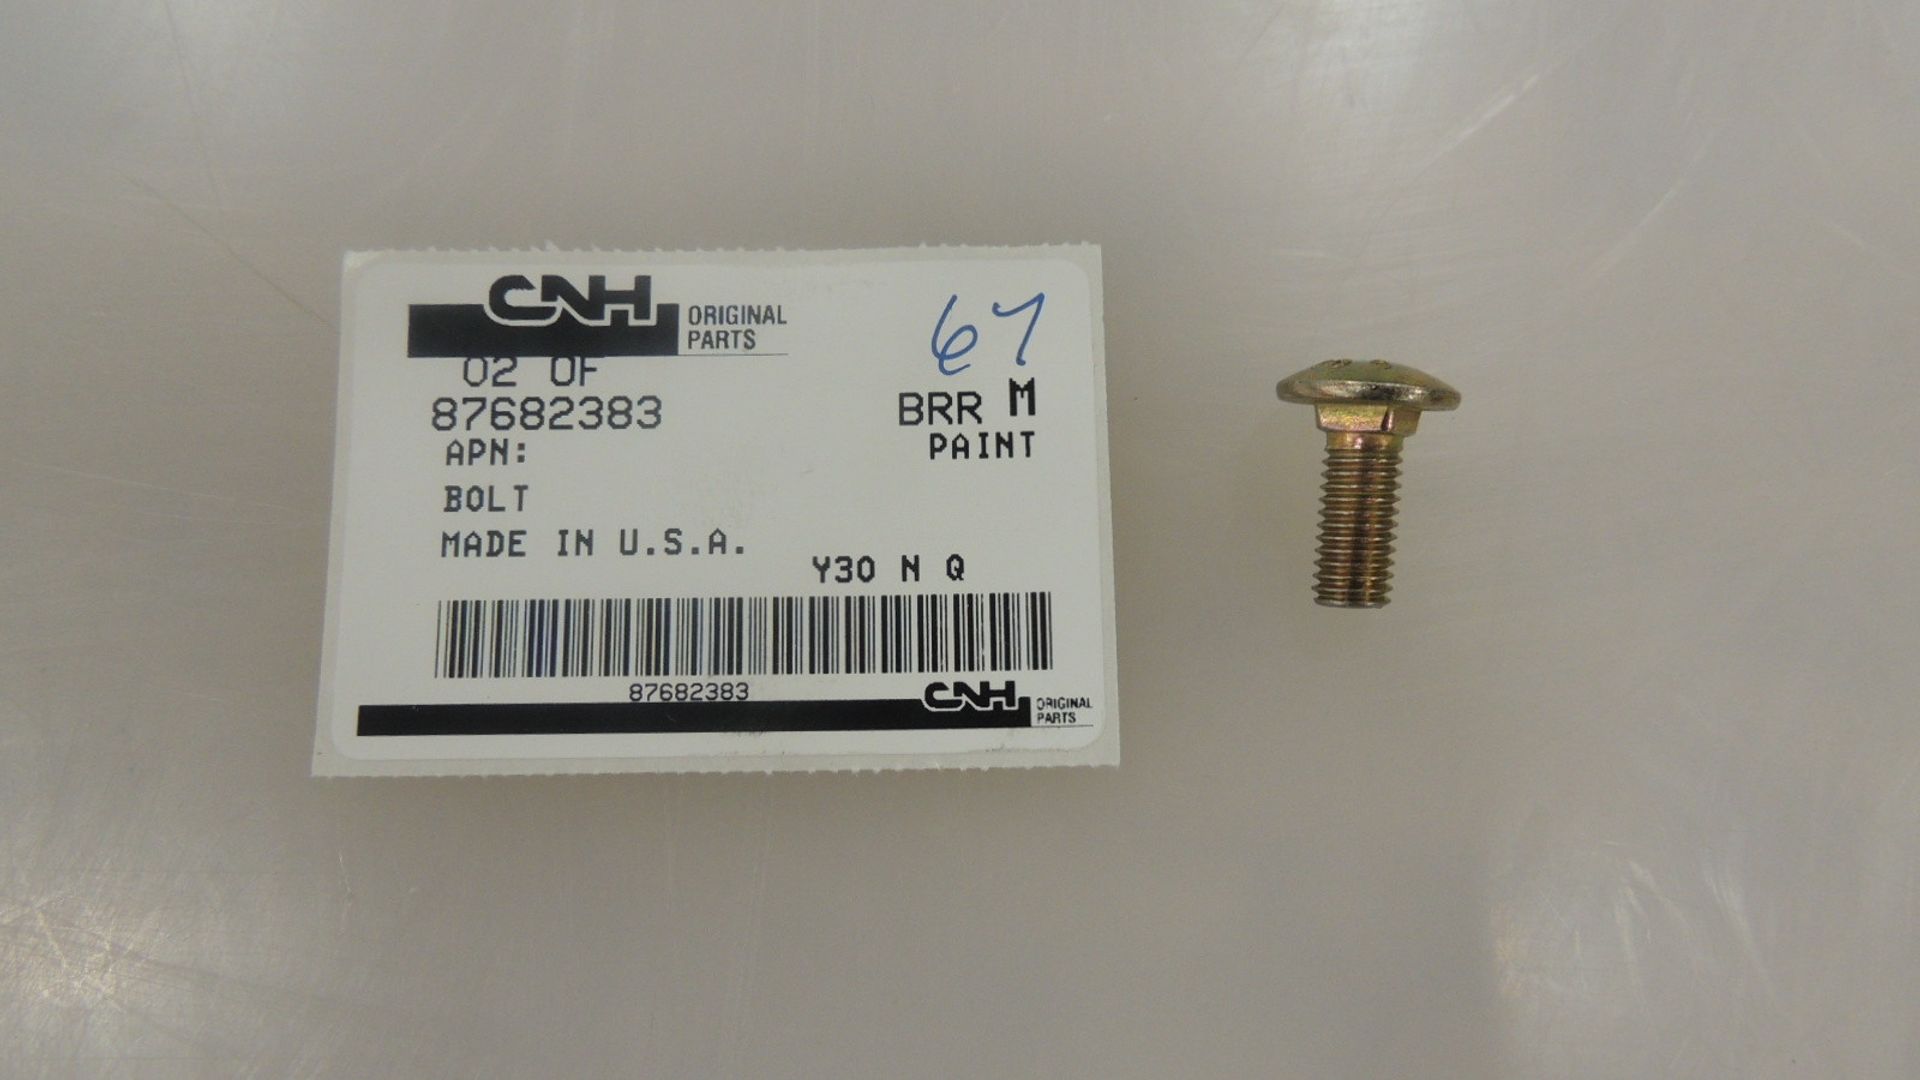 CNH ORIGINAL PARTS
67
02 OF
87682383 BRR M
APN: PAINT
BOLT
MADE IN U.S.A.
Y30 N Q
87682383
CNH ORIGINAL PARTS